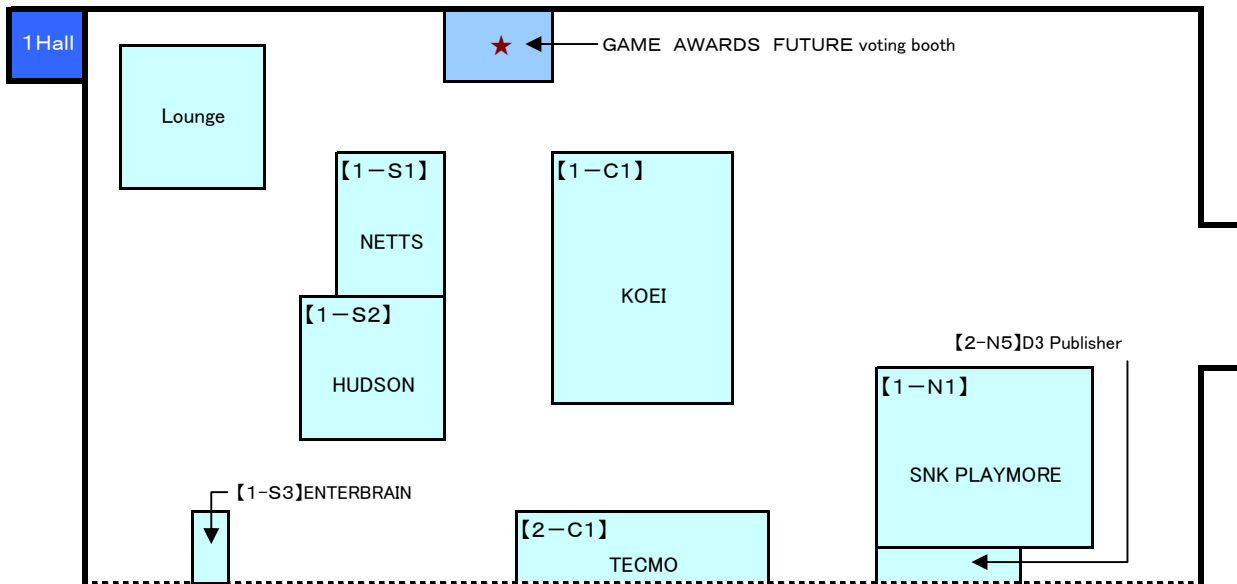 1Hall
★
GAME AWARDS FUTURE voting booth
Lounge
【1－S1】
NETTS
【1－C1】
KOEI
【1－S2】
HUDSON
【2-N5】D3 Publisher
【1－N1】
SNK PLAYMORE
【1-S3】ENTERBRAIN
【2－C1】
TECMO